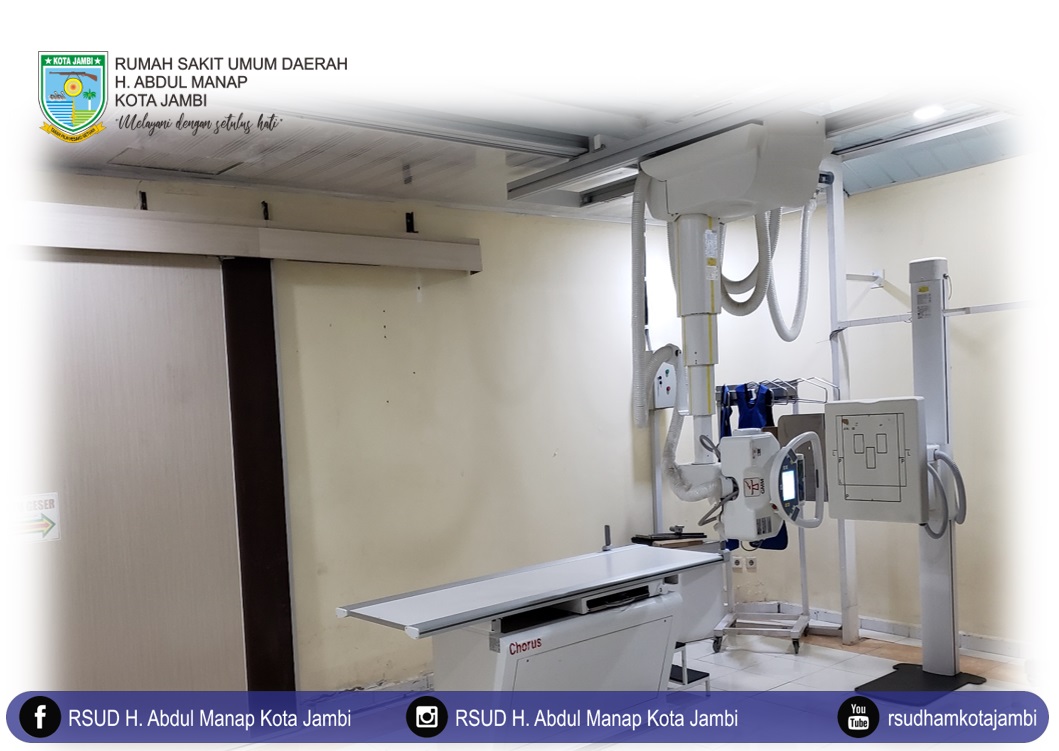 KOTA JAMBI
RUMAH SAKIT UMUM DAERAH
H. ABDUL MANAP
KOTA JAMBI
"Melayani dengan setulus hati"
GESER
GMM
Chorus
RSUD H. Abdul Manap Kota Jambi
RSUD H. Abdul Manap Kota Jambi
You
Tube
rsudhamkotajambi